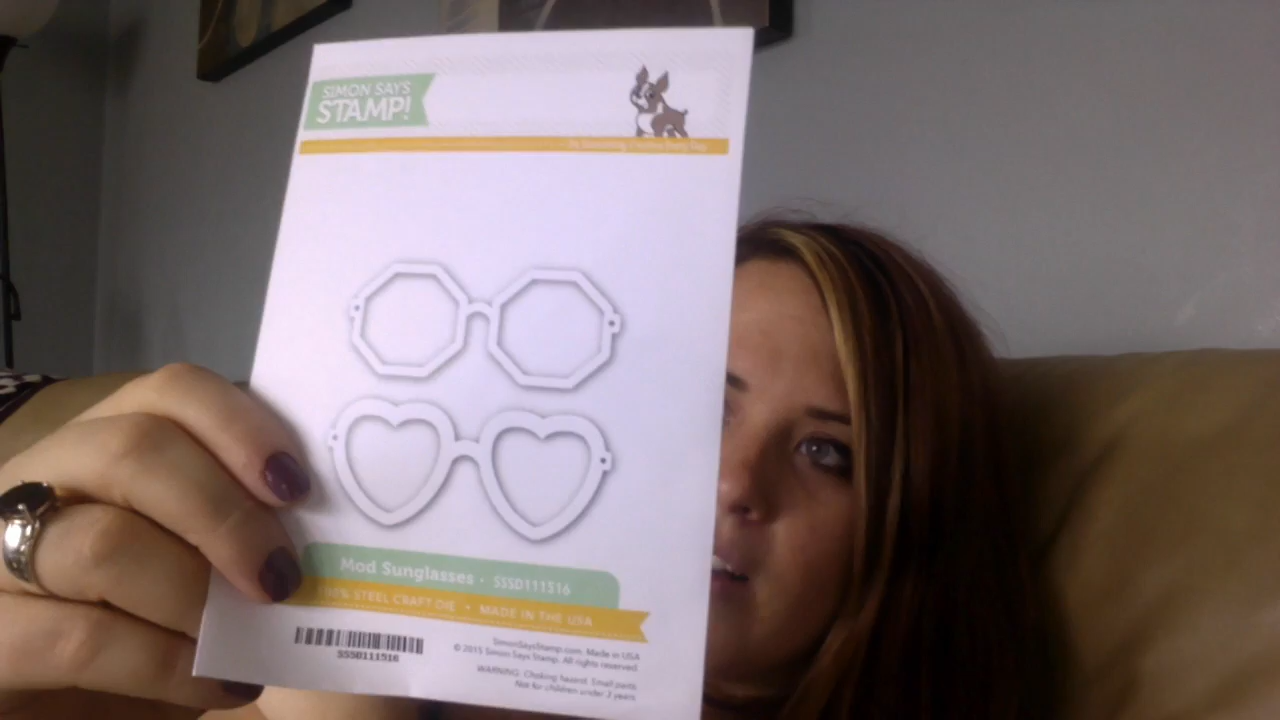 SIMON SAYS
STAMP!
Mod Sunglasses • SSSD111516
100% STEEL CRAFT DIE • MADE IN THE USA
SSSD111516
SimonSaysStamp.com. Made in USA
© 2015 Simon Says Stamp. All rights reserved
WARNING: Choking hazard. Small parts
Not for children under 3 years